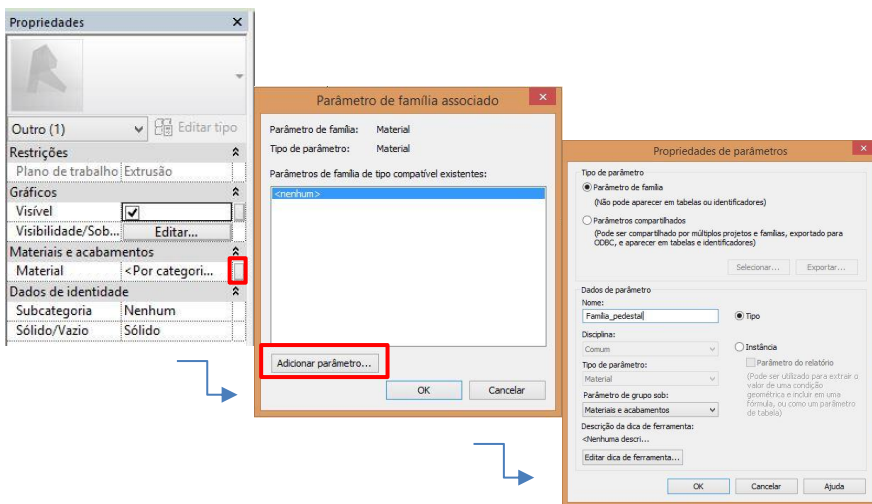 Propriedades
Outro (1)
Editar tipo
Restrições
Plano de trabalho Extrusão
Gráficos
Visível
Visibilidade/Sob... Editar...
Materiais e acabamentos
Material <Por categori...
Dados de identidade
Subcategoria Nenhum
Sólido/Vazio Sólido
Parâmetro de família associado
Parâmetro de família: Material
Tipo de parâmetro: Material
Parâmetros de família de tipo compatível existentes:
<nenhum>
Adicionar parâmetro...
OK Cancelar
Propriedades de parâmetros
Tipo de parâmetro
Parâmetro de família
(Não pode aparecer em tabelas ou identificadores)
Parâmetros compartilhados
(Pode ser compartilhado por múltiplos projetos e famílias, exportado para
ODBC, e aparecer em tabelas e identificadores)
Selecionar... Exportar...
Dados de parâmetro
Nome:
Família_pedestal
Tipo
Disciplina:
Comum
Instância
Tipo de parâmetro:
Parâmetro do relatório
Material
(Pode ser utilizado para extrair o
valor de uma condição
geométrica e incluir em uma
fórmula, ou como um parâmetro
de tabela)
Parâmetro de grupo sob:
Materiais e acabamentos
Descrição da dica de ferramenta:
<Nenhuma descri...
Editar dica de ferramenta...
OK Cancelar Ajuda